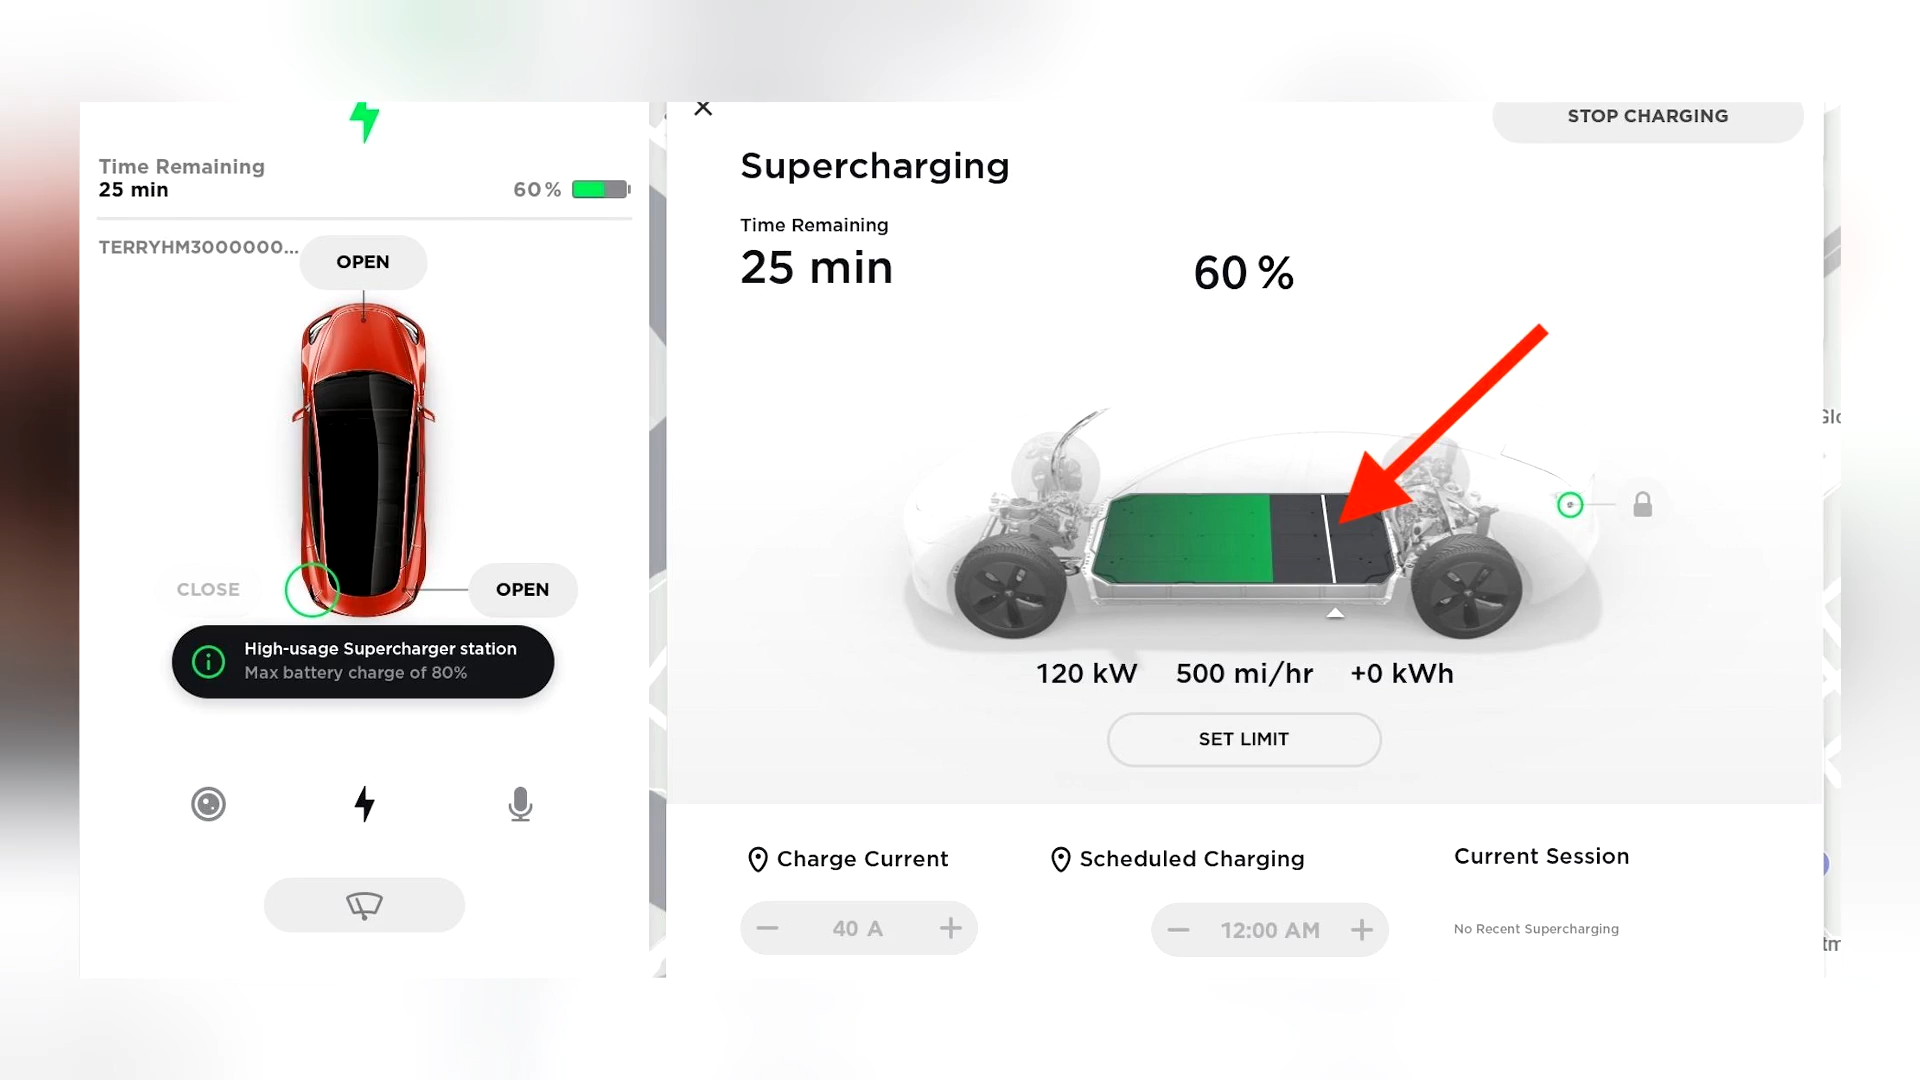 Time Remaining
25 min
60%
TERRYHM3000000...
OPEN
CLOSE
OPEN
High-usage Supercharger station
Max battery charge of 80%
STOP CHARGING
Supercharging
Time Remaining
25 min
60%
120 kW 500 mi/hr +0 kWh
SET LIMIT
Charge Current
40 A
Scheduled Charging
12:00 AM
Current Session
No Recent Supercharging